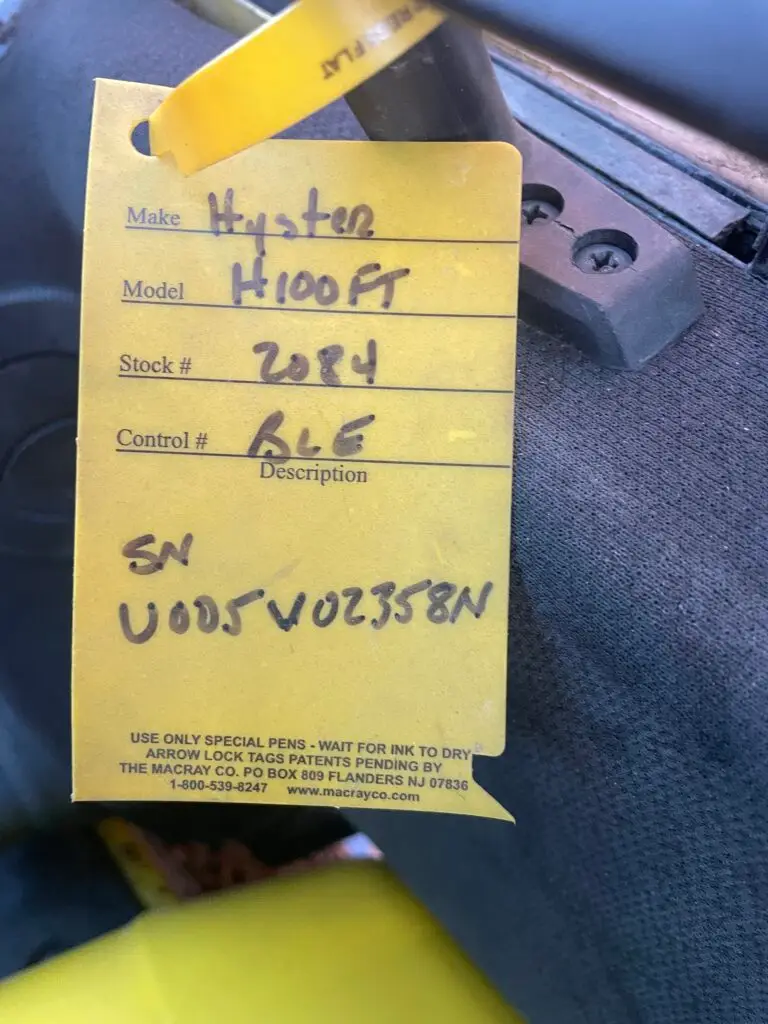 RE FLAT
Make Hyster
Model H100FT
Stock # 2084
Control # BLE
Description
SN
U005V02358N
USE ONLY SPECIAL PENS - WAIT FOR INK TO DRY
ARROW LOCK TAGS PATENTS PENDING BY
THE MACRAY CO. PO BOX 809 FLANDERS NJ 07836
1-800-539-8247 www.macrayco.com